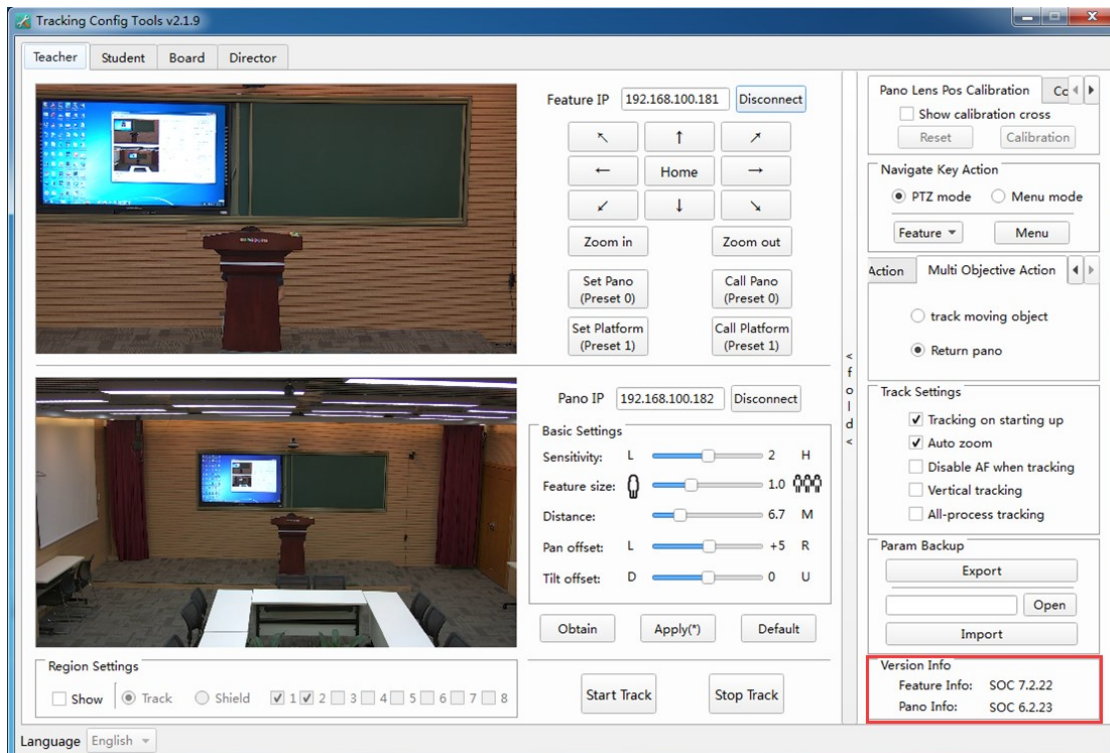 Tracking Config Tools v2.1.9
Teacher Student Board Director
Feature IP 192.168.100.181 Disconnect
↖ ↑ ↗
← Home →
↙ ↓ ↘
Zoom in Zoom out
Set Pano (Preset 0) Call Pano (Preset 0)
Set Platform (Preset 1) Call Platform (Preset 1)
Pano IP 192.168.100.182 Disconnect
Basic Settings
Sensitivity: L 2 H
Feature size: 1.0
Distance: 6.7 M
Pan offset: L +5 R
Tilt offset: D 0 U
Obtain Apply(*) Default
Start Track Stop Track
Region Settings
Show Track Shield 1 2 3 4 5 6 7 8
Language English
< f o l d <
Pano Lens Pos Calibration
Show calibration cross
Reset Calibration
Navigate Key Action
PTZ mode Menu mode
Feature Menu
Action Multi Objective Action
track moving object
Return pano
Track Settings
Tracking on starting up
Auto zoom
Disable AF when tracking
Vertical tracking
All-process tracking
Param Backup
Export
Open
Import
Version Info
Feature Info: SOC 7.2.22
Pano Info: SOC 6.2.23